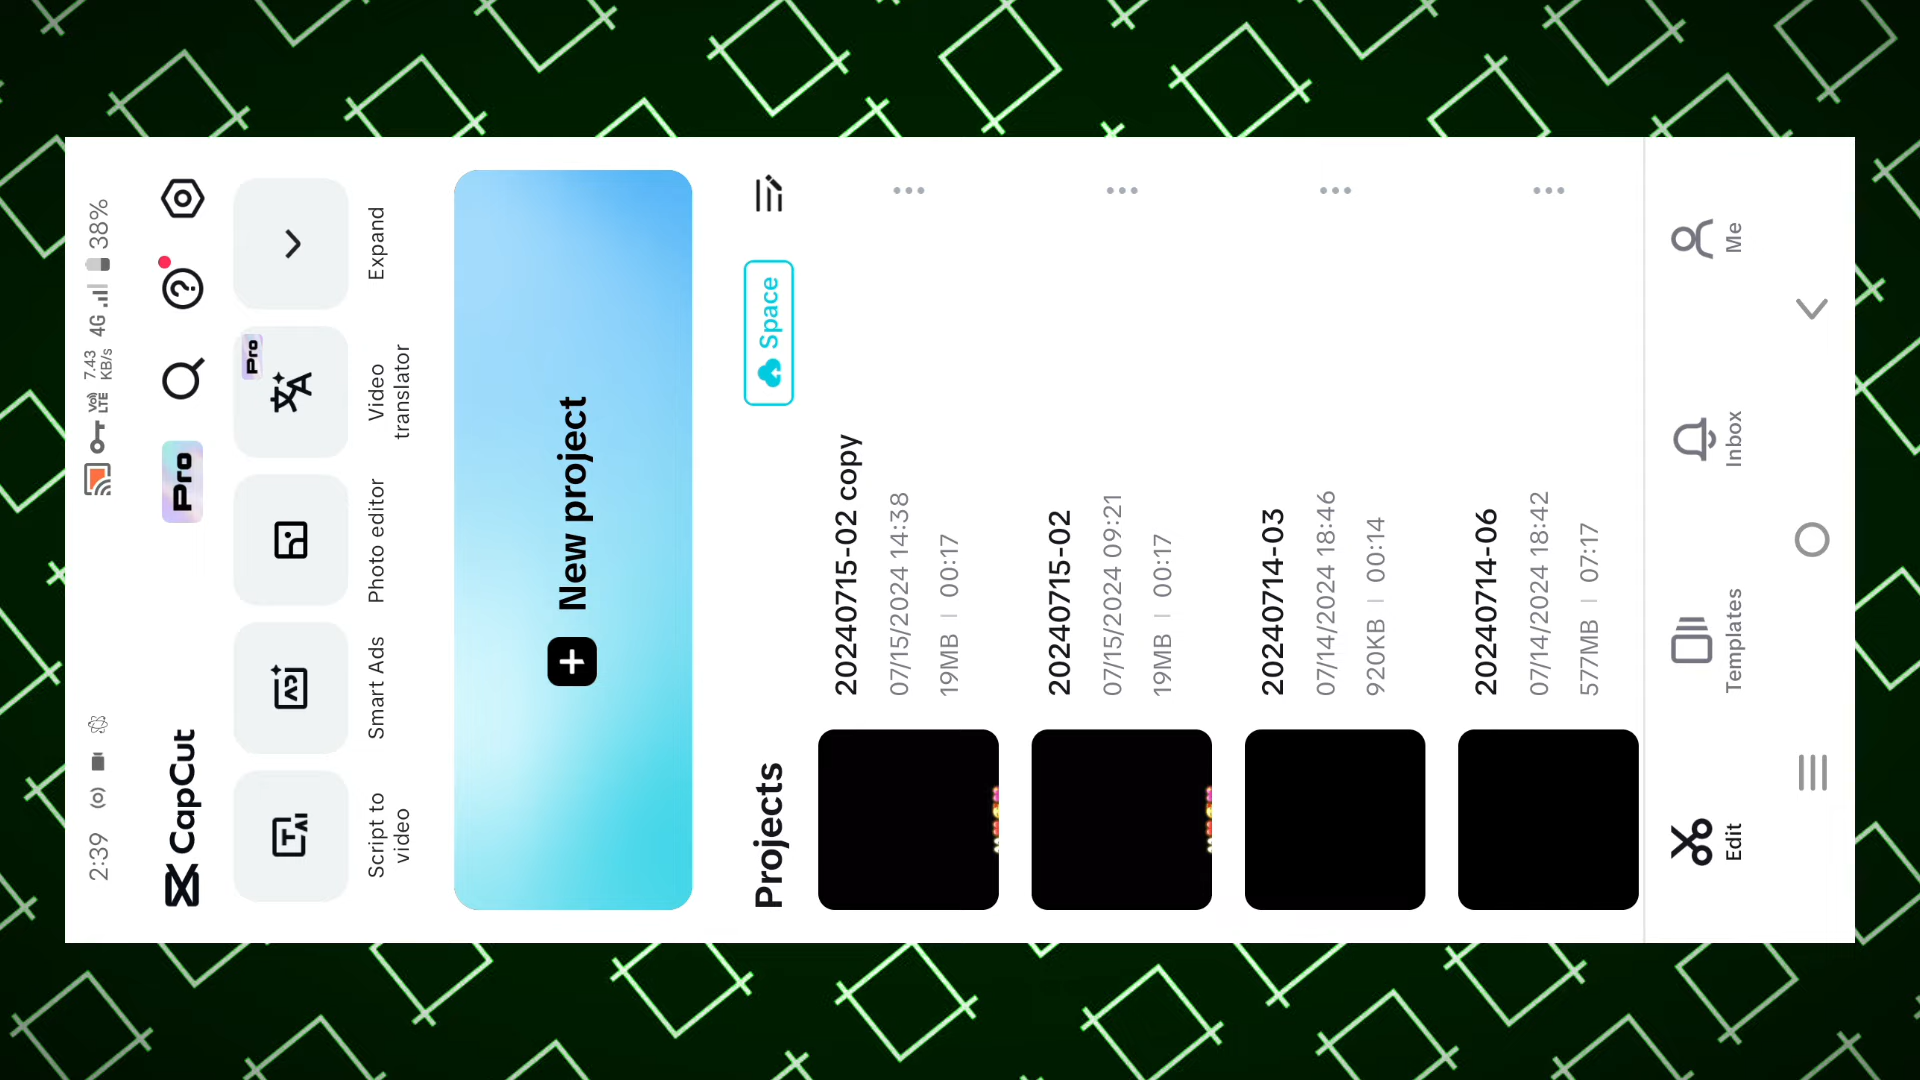 2:39
7.43
KB/s
Vo))
LTE
4G
38%
CapCut
Pro
Script to
video
Smart Ads
Photo editor
Pro
Video
translator
Expand
New project
Projects
Space
20240715-02 copy
07/15/2024 14:38
19MB | 00:17
20240715-02
07/15/2024 09:21
19MB | 00:17
20240714-03
07/14/2024 18:46
920KB | 00:14
20240714-06
07/14/2024 18:42
577MB | 07:17
Edit
Templates
Inbox
Me